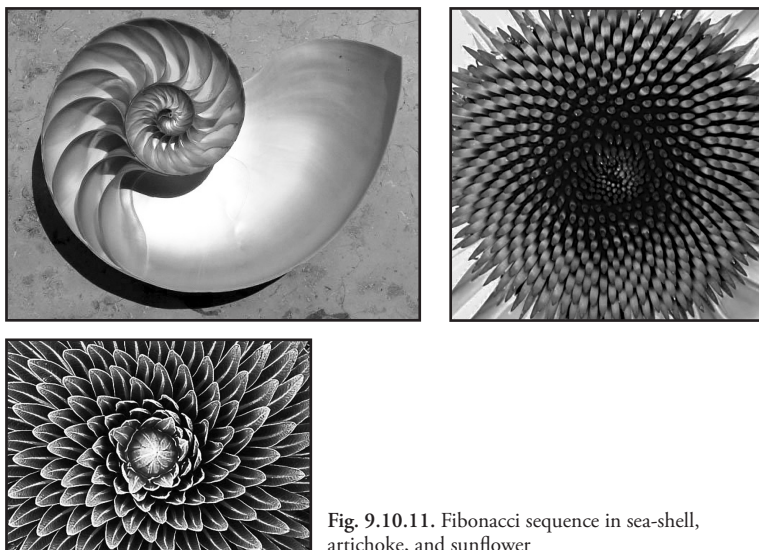 Fig. 9.10.11. Fibonacci sequence in sea-shell,
artichoke, and sunflower